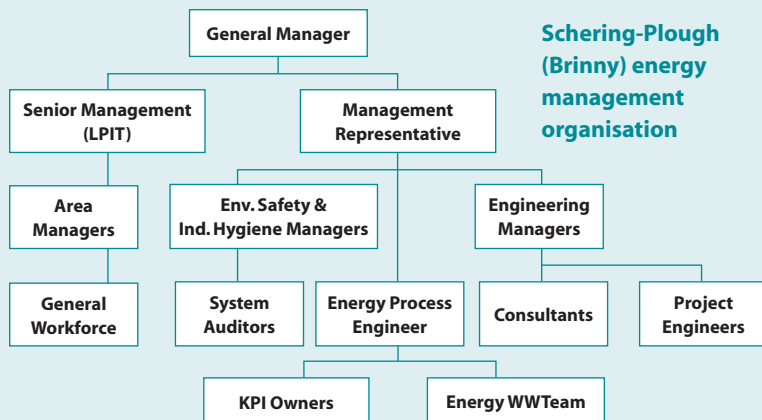 General Manager
Schering-Plough
(Brinny) energy
management
organisation
Senior Management
(LPIT)
Management
Representative
Area
Managers
Env. Safety &
Ind. Hygiene Managers
Engineering
Managers
General
Workforce
System
Auditors
Energy Process
Engineer
Consultants
Project
Engineers
KPI Owners
Energy WWTeam